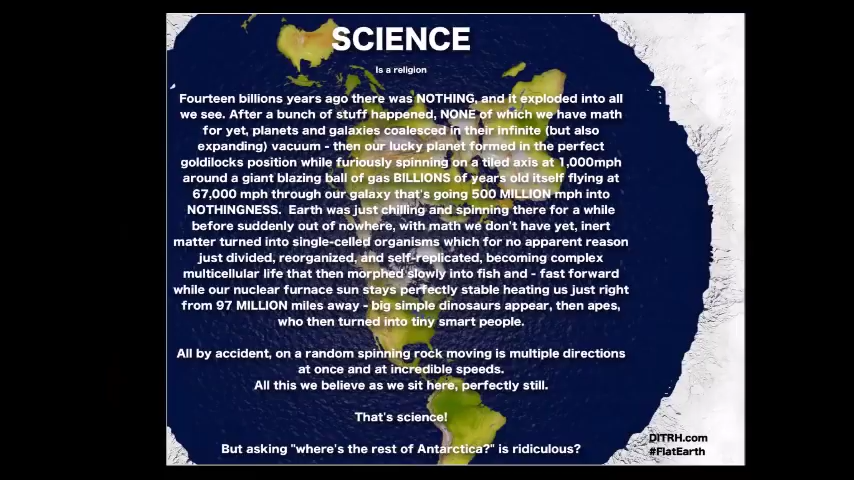 SCIENCE
Is a religion
Fourteen billions years ago there was NOTHING, and it exploded into all
we see. After a bunch of stuff happened, NONE of which we have math
for yet, planets and galaxies coalesced in their infinite (but also
expanding) vacuum - then our lucky planet formed in the perfect
goldilocks position while furiously spinning on a tiled axis at 1,000mph
around a giant blazing ball of gas BILLIONS of years old itself flying at
67,000 mph through our galaxy that's going 500 MILLION mph into
NOTHINGNESS. Earth was just chilling and spinning there for a while
before suddenly out of nowhere, with math we don't have yet, inert
matter turned into single-celled organisms which for no apparent reason
just divided, reorganized, and self-replicated, becoming complex
multicellular life that then morphed slowly into fish and - fast forward
while our nuclear furnace sun stays perfectly stable heating us just right
from 97 MILLION miles away - big simple dinosaurs appear, then apes,
who then turned into tiny smart people.
All by accident, on a random spinning rock moving is multiple directions
at once and at incredible speeds.
All this we believe as we sit here, perfectly still.
That's science!
But asking "where's the rest of Antarctica?" is ridiculous?
DITRH.com
#FlatEarth